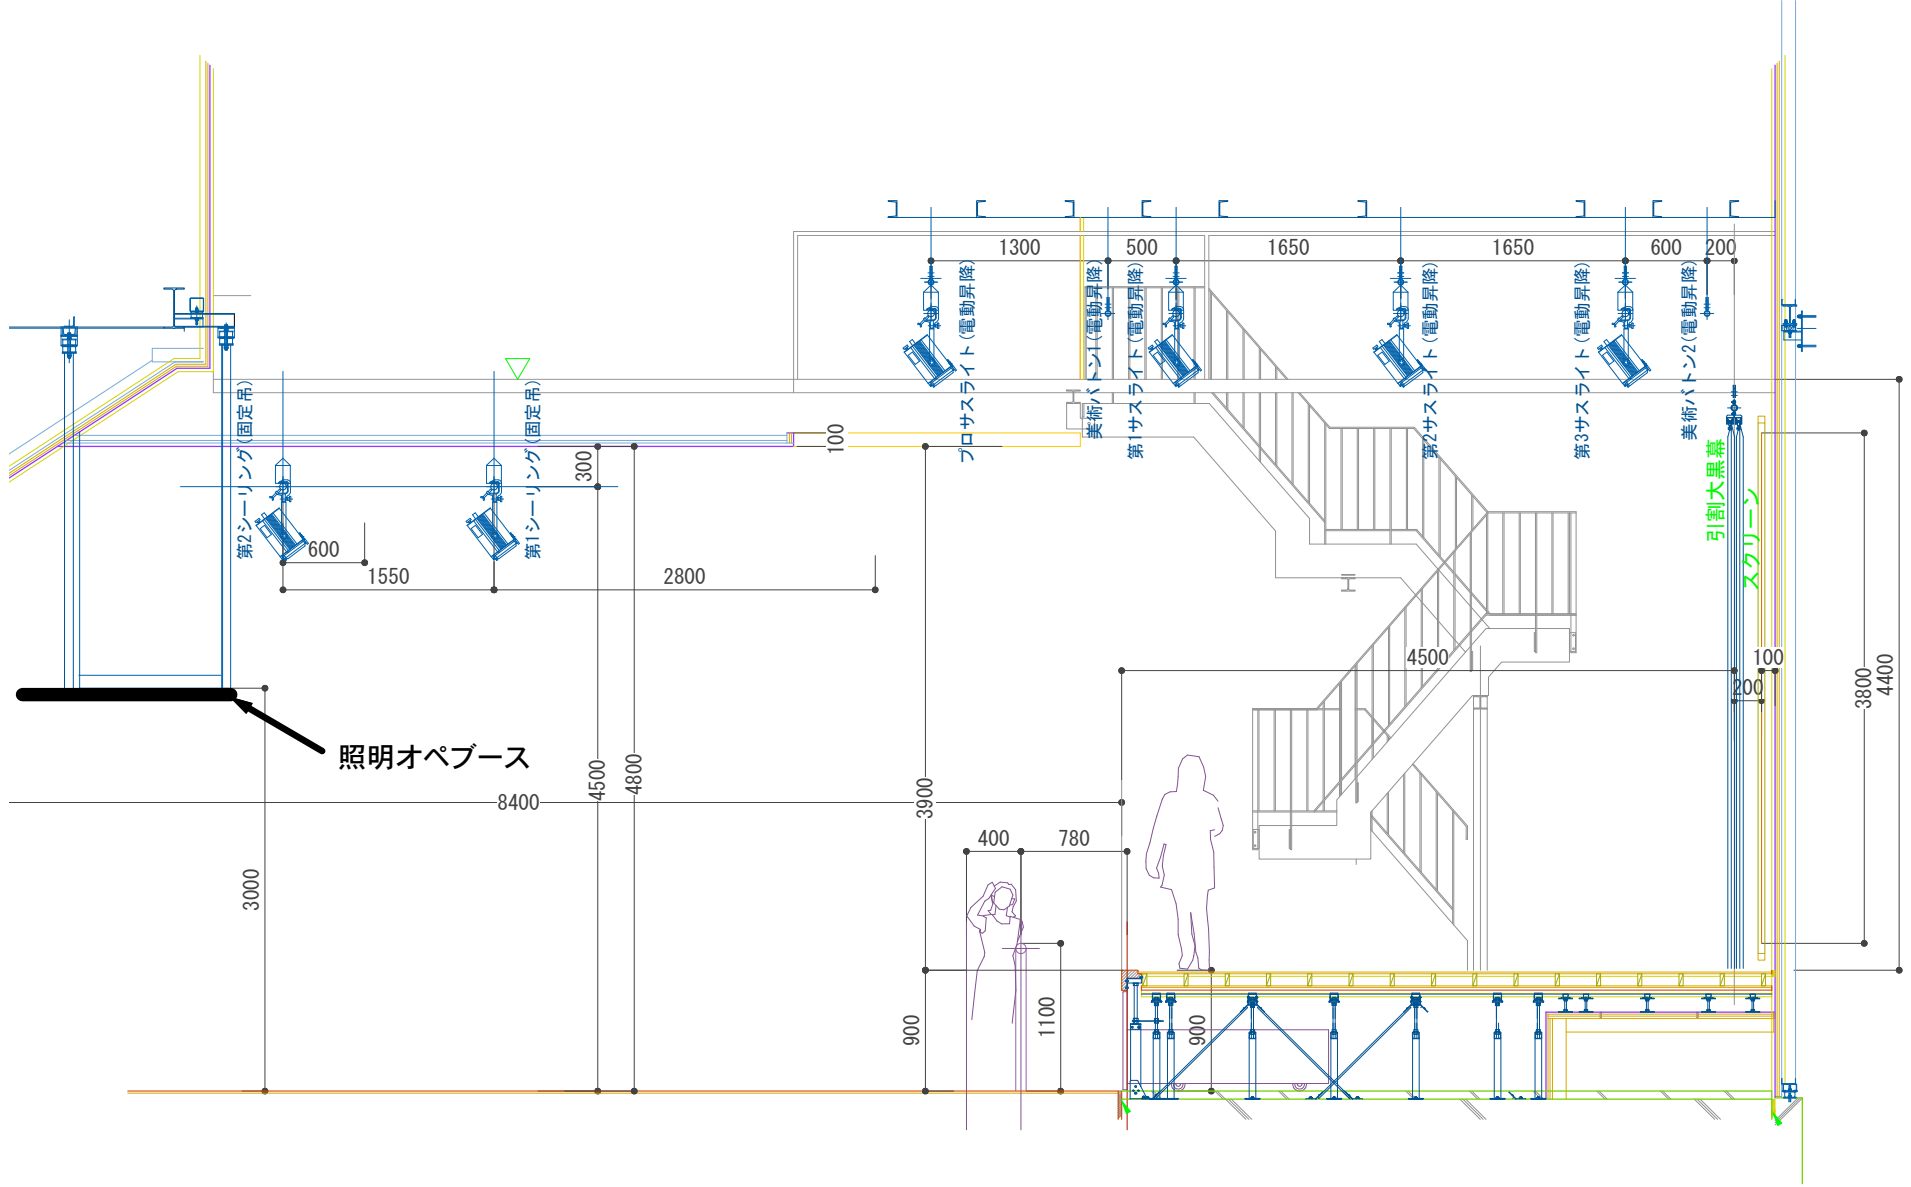 1300
500
1650
1650
600
200
プロサスライト(電動昇降)
美術バトン1(電動昇降)
第1サスライト(電動昇降)
第2サスライト(電動昇降)
第3サスライト(電動昇降)
美術バトン2(電動昇降)
第2シーリング(固定吊)
第1シーリング(固定吊)
300
100
600
1550
2800
引割大黒幕
スクリーン
4500
100
200
3800
4400
照明オペブース
8400
4500
4800
3900
400
780
3000
900
1100
900